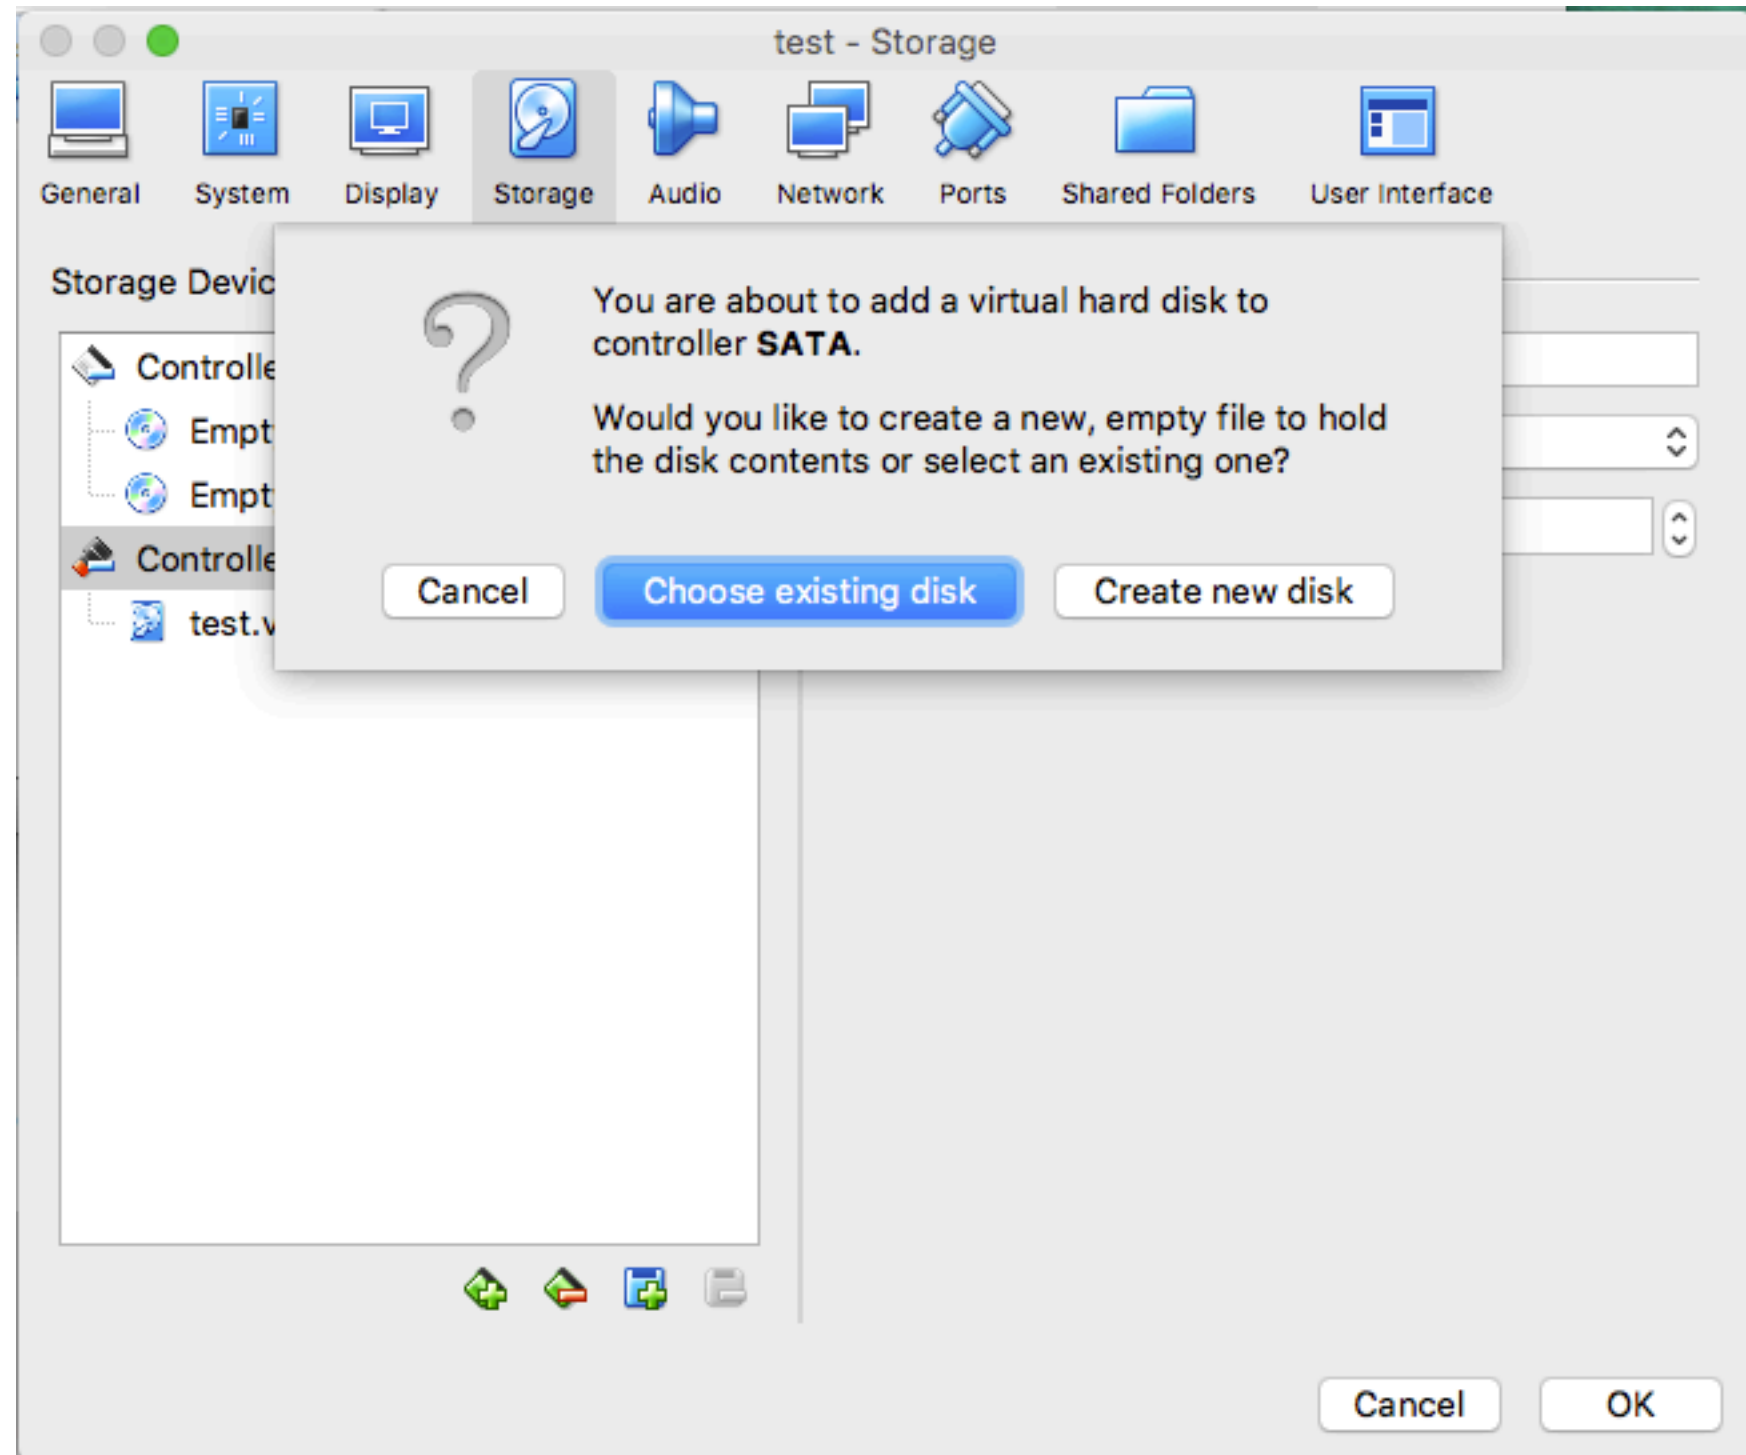 test - Storage
General System Display Storage Audio Network Ports Shared Folders User Interface
Storage Devic
You are about to add a virtual hard disk to
controller SATA.
Would you like to create a new, empty file to hold
the disk contents or select an existing one?
Cancel Choose existing disk Create new disk
Controlle
Empt
Empt
Controlle
test.v
Cancel OK